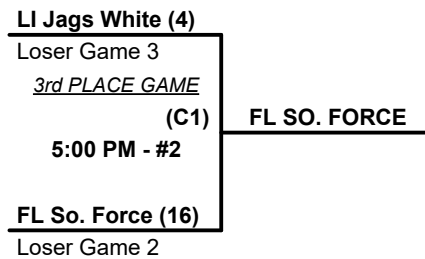 LI Jags White (4)
Loser Game 3
3rd PLACE GAME
(C1)
FL SO. FORCE
5:00 PM - #2
FL So. Force (16)
Loser Game 2